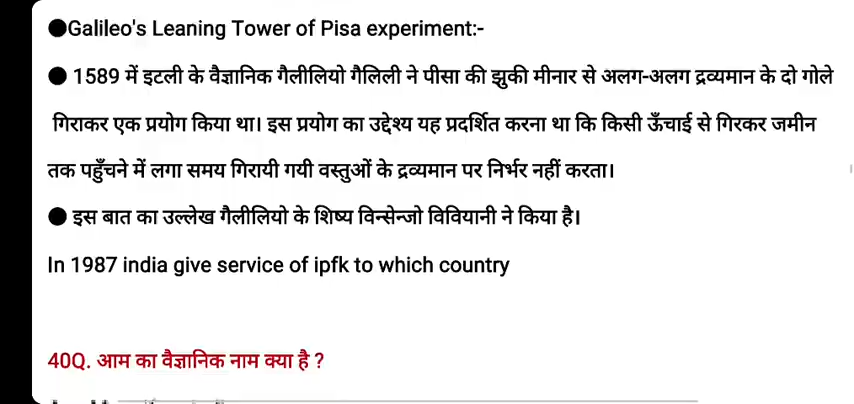 ●Galileo's Leaning Tower of Pisa experiment:-
● 1589 में इटली के वैज्ञानिक गैलीलियो गैलिली ने पीसा की झुकी मीनार से अलग-अलग द्रव्यमान के दो गोले
गिराकर एक प्रयोग किया था। इस प्रयोग का उद्देश्य यह प्रदर्शित करना था कि किसी ऊँचाई से गिरकर जमीन
तक पहुँचने में लगा समय गिरायी गयी वस्तुओं के द्रव्यमान पर निर्भर नहीं करता।
● इस बात का उल्लेख गैलीलियो के शिष्य विन्सेन्जो विवियानी ने किया है।
In 1987 india give service of ipfk to which country
40Q. आम का वैज्ञानिक नाम क्या है ?